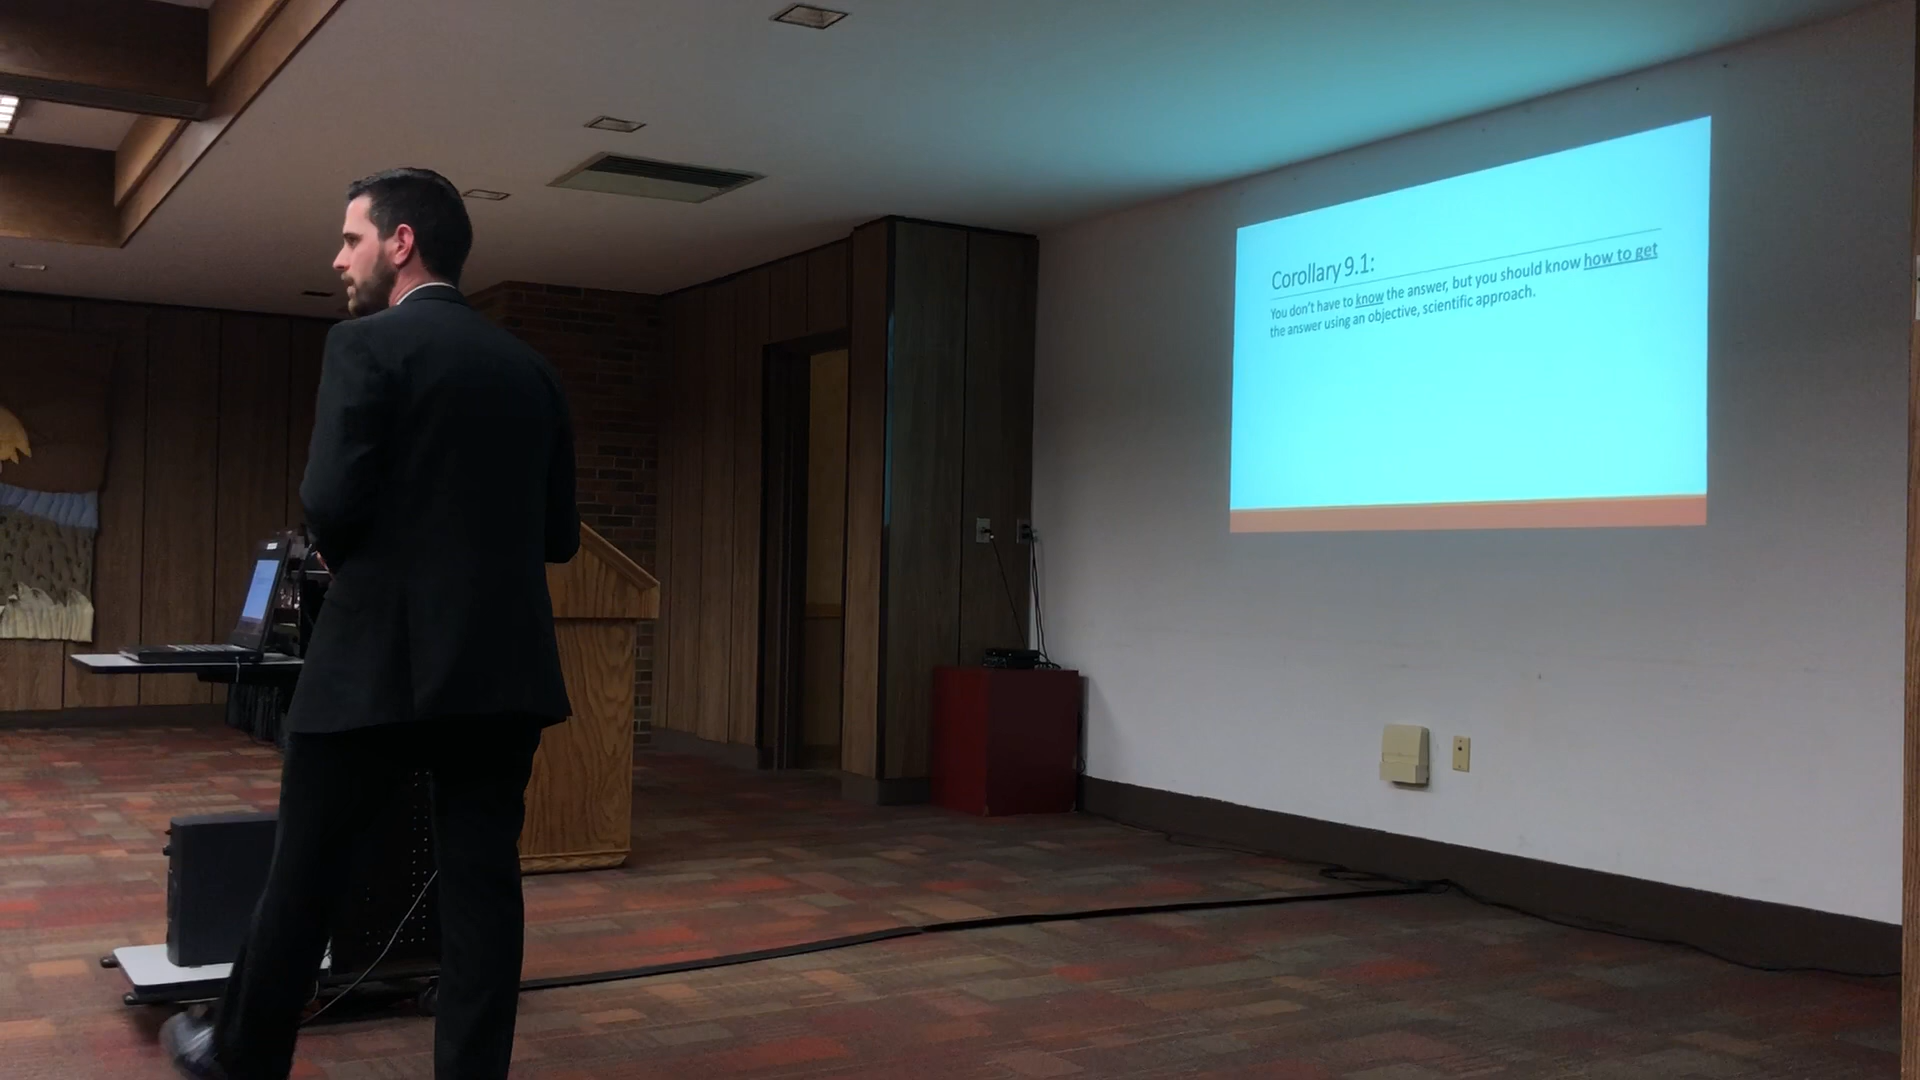 Corollary 9.1:
You don't have to know the answer, but you should know how to get
the answer using an objective, scientific approach.